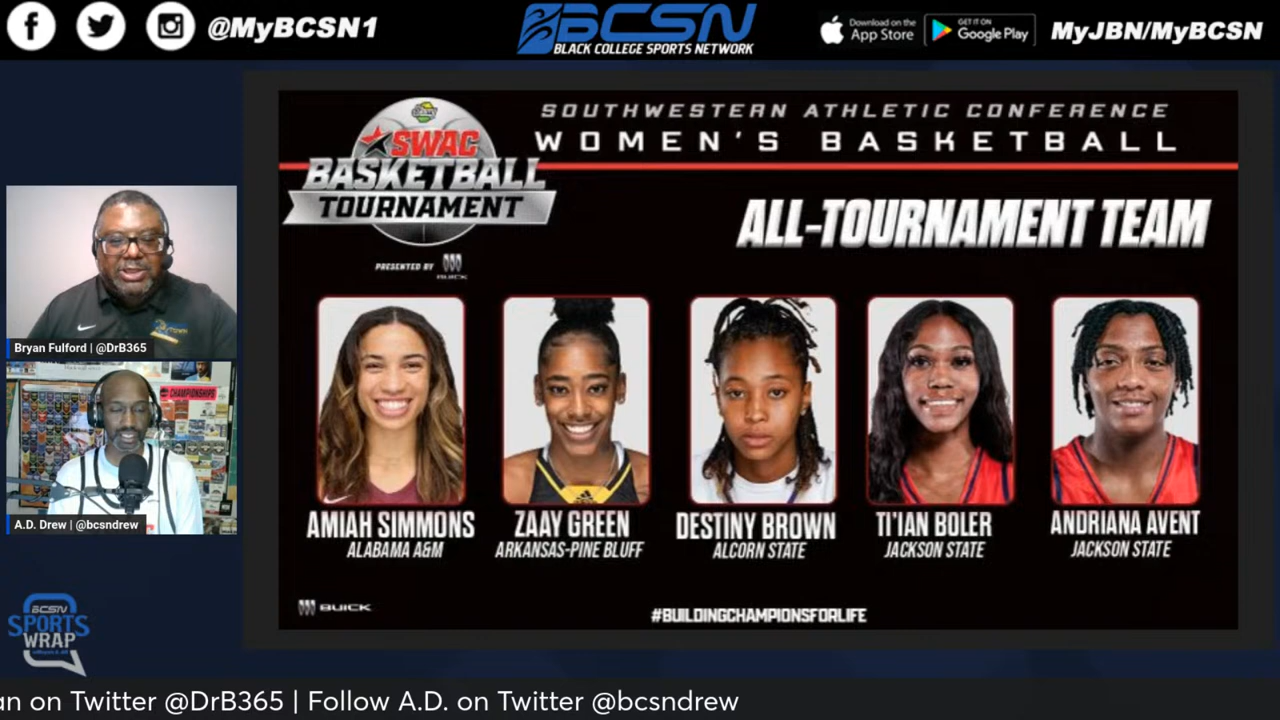 @MyBCSN1
BCSN
BLACK COLLEGE SPORTS NETWORK
Download on the
App Store
GET IT ON
Google Play
MyJBN/MyBCSN
SOUTHWESTERN ATHLETIC CONFERENCE
WOMEN'S BASKETBALL
SWAC
BASKETBALL
TOURNAMENT
PRESENTED BY
BUICK
ALL-TOURNAMENT TEAM
Bryan Fulford | @DrB365
CHAMPIONSHIPS
A.D. Drew | @bcsndrew
AMIAH SIMMONS
ALABAMA A&M
ZAAY GREEN
ARKANSAS-PINE BLUFF
DESTINY BROWN
ALCORN STATE
TI'IAN BOLER
JACKSON STATE
ANDRIANA AVENT
JACKSON STATE
BUICK
#BUILDINGCHAMPIONSFORLIFE
BCSN
SPORTS
WRAP
an on Twitter @DrB365 | Follow A.D. on Twitter @bcsndrew